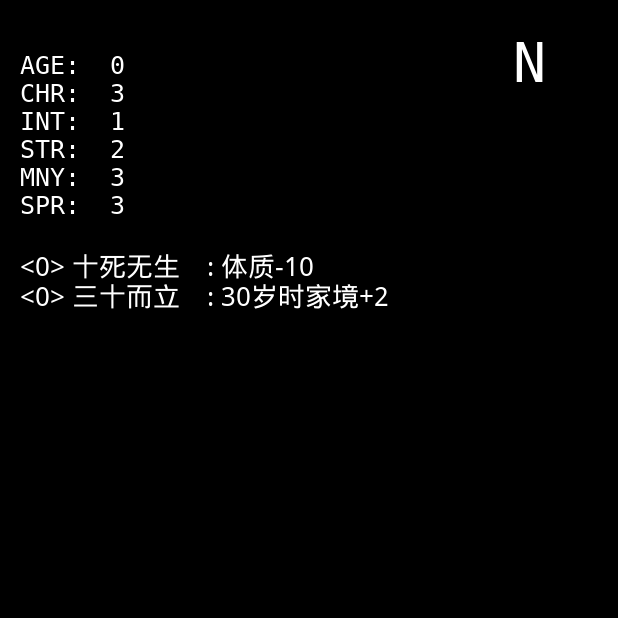 N
AGE: 0
CHR: 3
INT: 1
STR: 2
MNY: 3
SPR: 3
<0> 十死无生 : 体质-10
<0> 三十而立 : 30岁时家境+2